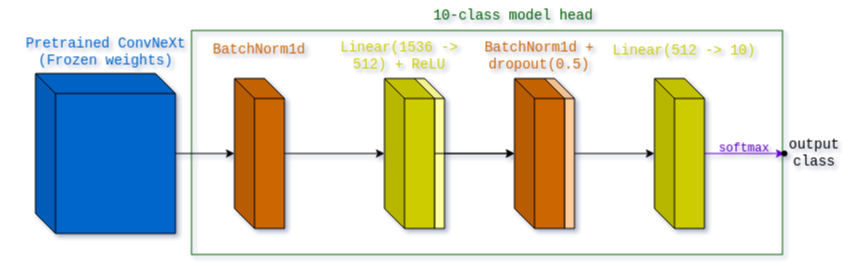 10-class model head
Pretrained ConvNeXt
(Frozen weights)
BatchNorm1d
Linear(1536 ->
512) + ReLU
BatchNorm1d +
dropout(0.5)
Linear(512 -> 10)
softmax
output
class